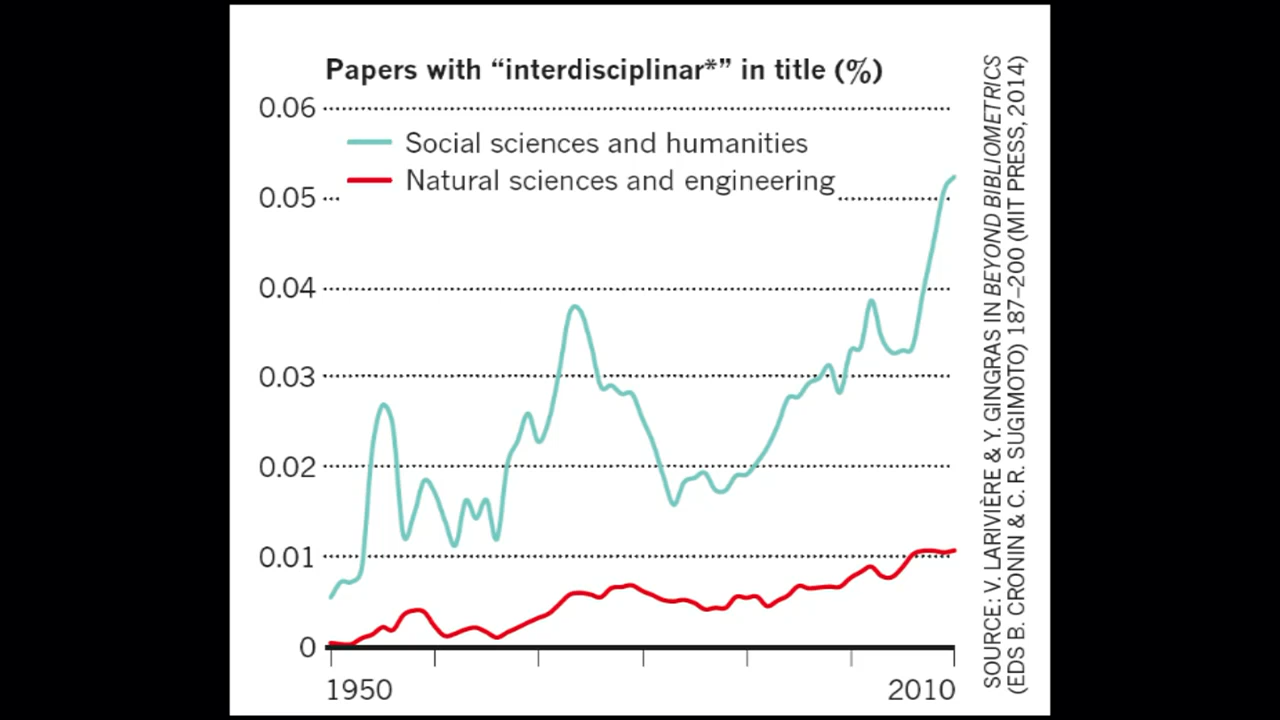 Papers with “interdisciplinar*” in title (%)
0.06
Social sciences and humanities
Natural sciences and engineering
0.05
0.04
0.03
0.02
0.01
0
1950
2010
SOURCE: V. LARIVIÈRE & Y. GINGRAS IN BEYOND BIBLIOMETRICS
(EDS B. CRONIN & C. R. SUGIMOTO) 187–200 (MIT PRESS, 2014)